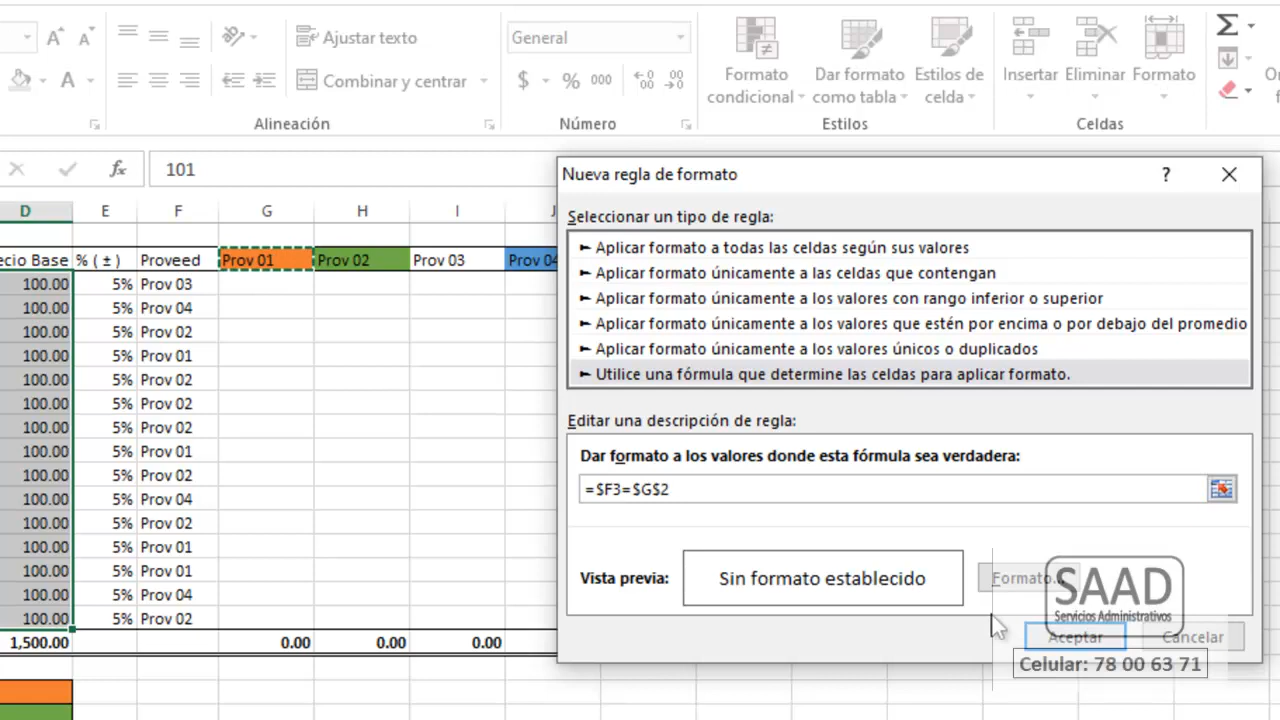 Ajustar texto
General
Formato condicional
Dar formato como tabla
Estilos de celda
Insertar
Eliminar
Formato
Σ
A A
A
Combinar y centrar
$ % 000
Alineación
Número
Estilos
Celdas
fx 101
D E F G H I J
ecio Base % ( ± ) Proveed Prov 01 Prov 02 Prov 03 Prov 04
100.00 5% Prov 03
100.00 5% Prov 04
100.00 5% Prov 02
100.00 5% Prov 01
100.00 5% Prov 02
100.00 5% Prov 02
100.00 5% Prov 02
100.00 5% Prov 01
100.00 5% Prov 02
100.00 5% Prov 04
100.00 5% Prov 02
100.00 5% Prov 01
100.00 5% Prov 01
100.00 5% Prov 04
100.00 5% Prov 02
1,500.00 0.00 0.00 0.00
Nueva regla de formato ?
Seleccionar un tipo de regla:
► Aplicar formato a todas las celdas según sus valores
► Aplicar formato únicamente a las celdas que contengan
► Aplicar formato únicamente a los valores con rango inferior o superior
► Aplicar formato únicamente a los valores que estén por encima o por debajo del promedio
► Aplicar formato únicamente a los valores únicos o duplicados
► Utilice una fórmula que determine las celdas para aplicar formato.
Editar una descripción de regla:
Dar formato a los valores donde esta fórmula sea verdadera:
=$F3=$G$2
Vista previa:
Sin formato establecido
Formato...
Aceptar
Cancelar
SAAD
Servicios Administrativos
Celular: 78 00 63 71